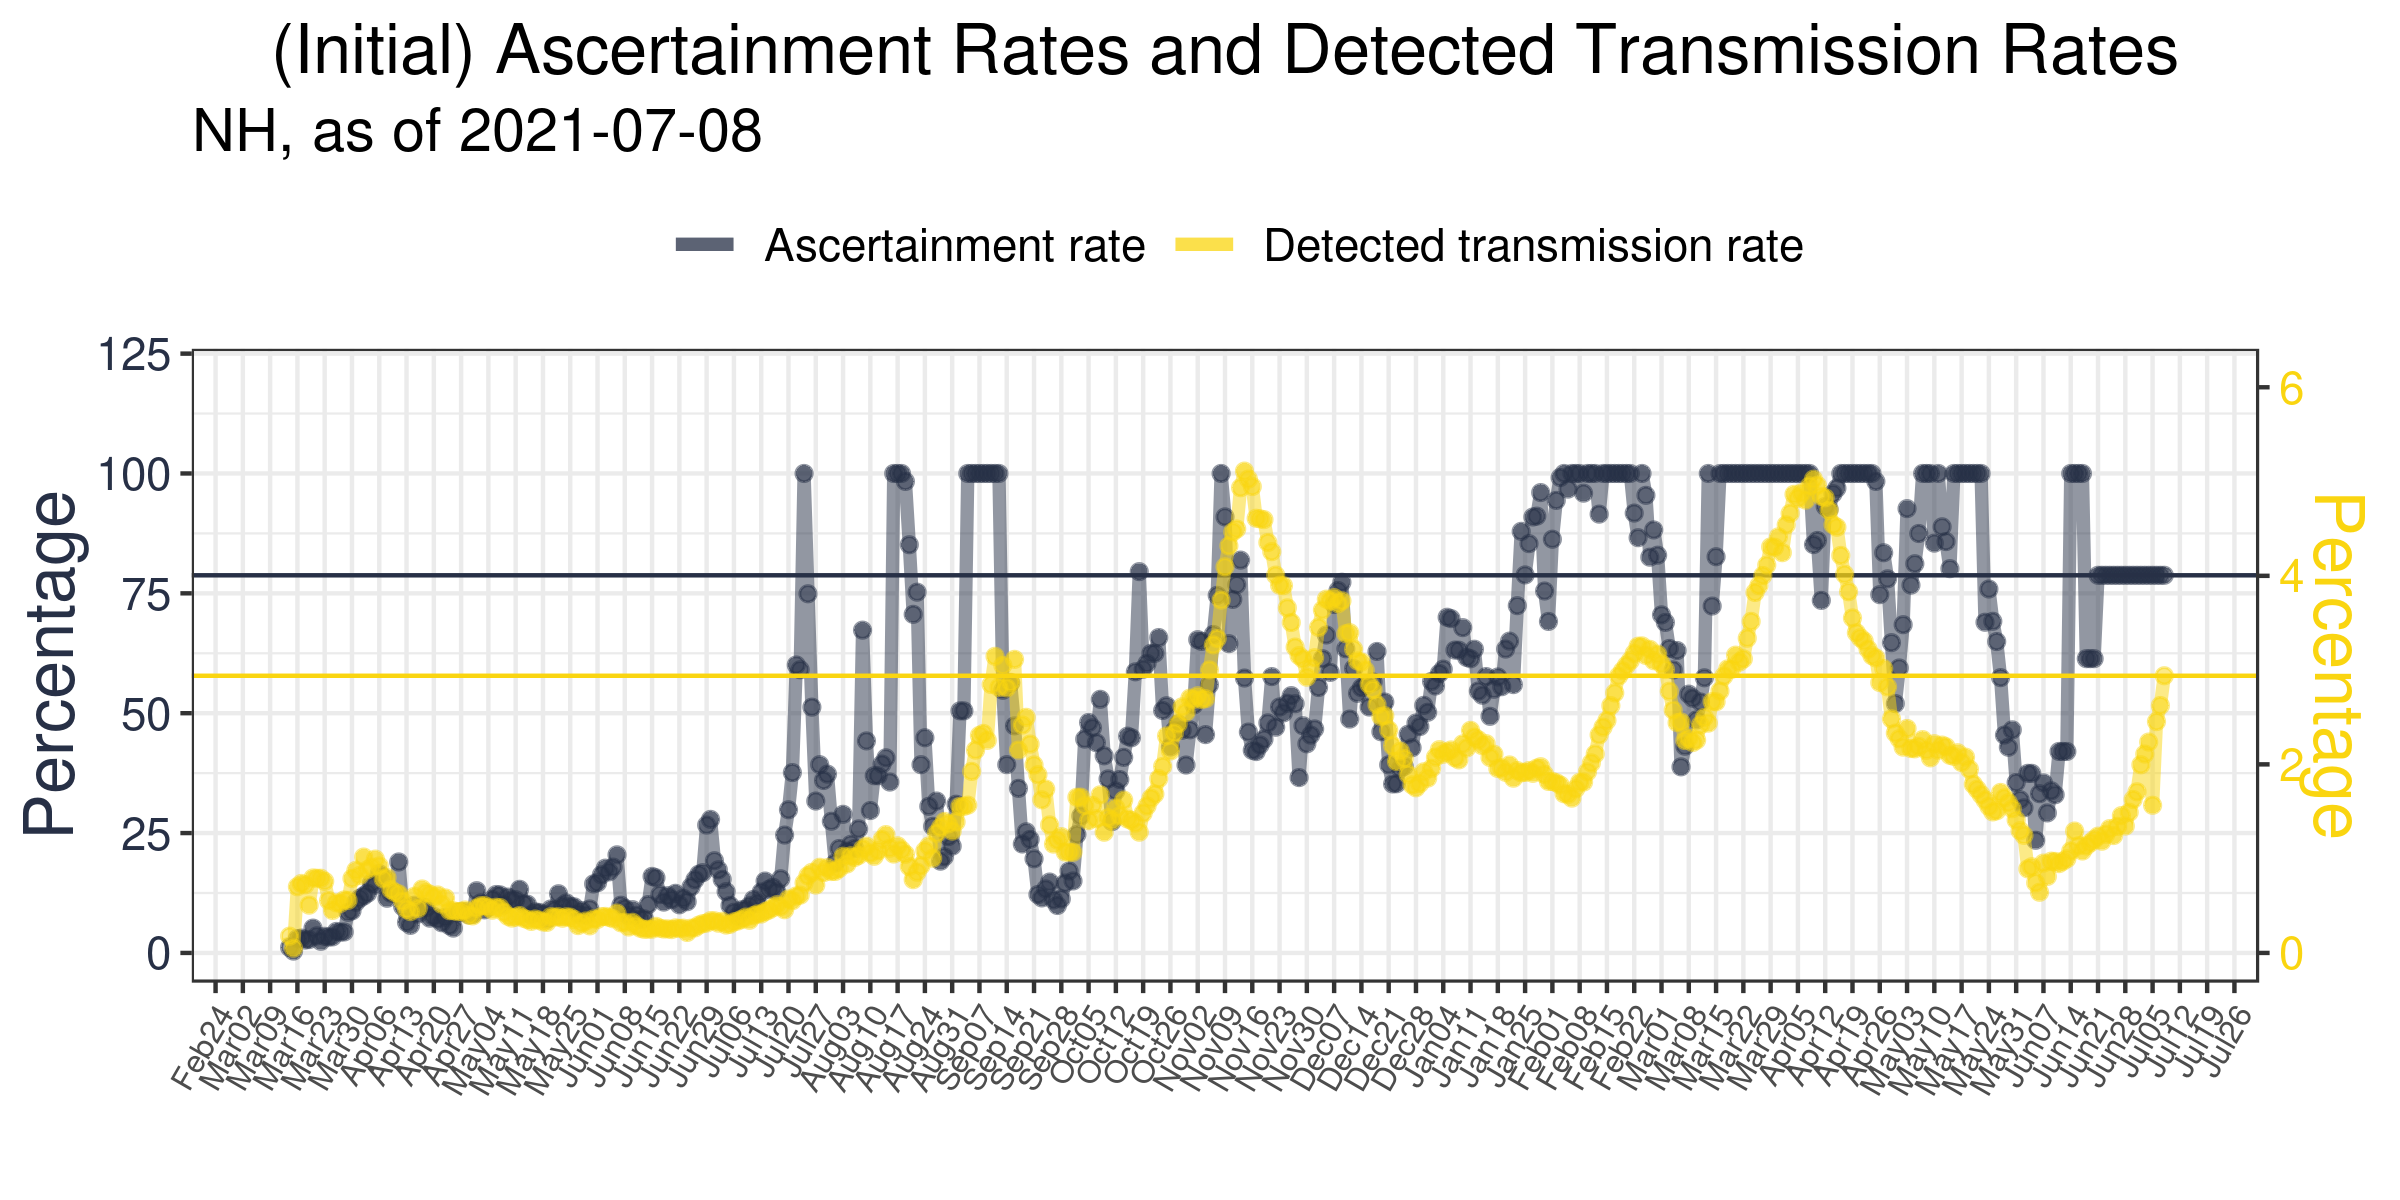 (Initial) Ascertainment Rates and Detected Transmission Rates
NH, as of 2021-07-08
Ascertainment rate
Detected transmission rate
125
100
75
50
25
0
Percentage
6
4
2
0
Percentage
Feb24
Mar02
Mar09
Mar16
Mar23
Mar30
Apr06
Apr13
Apr20
Apr27
May04
May11
May18
May25
Jun01
Jun08
Jun15
Jun22
Jun29
Jul06
Jul13
Jul20
Jul27
Aug03
Aug10
Aug17
Aug24
Aug31
Sep07
Sep14
Sep21
Sep28
Oct05
Oct12
Oct19
Oct26
Nov02
Nov09
Nov16
Nov23
Nov30
Dec07
Dec14
Dec21
Dec28
Jan04
Jan11
Jan18
Jan25
Feb01
Feb08
Feb15
Feb22
Mar01
Mar08
Mar15
Mar22
Mar29
Apr05
Apr12
Apr19
Apr26
May03
May10
May17
May24
May31
Jun07
Jun14
Jun21
Jun28
Jul05
Jul12
Jul19
Jul26